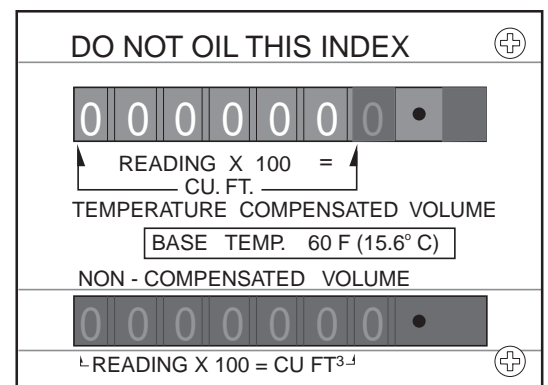 DO NOT OIL THIS INDEX
0 0 0 0 0 0 0 •
READING X 100 =
CU. FT.
TEMPERATURE COMPENSATED VOLUME
BASE TEMP. 60 F (15.6° C)
NON - COMPENSATED VOLUME
0 0 0 0 0 0 0 •
READING X 100 = CU FT³